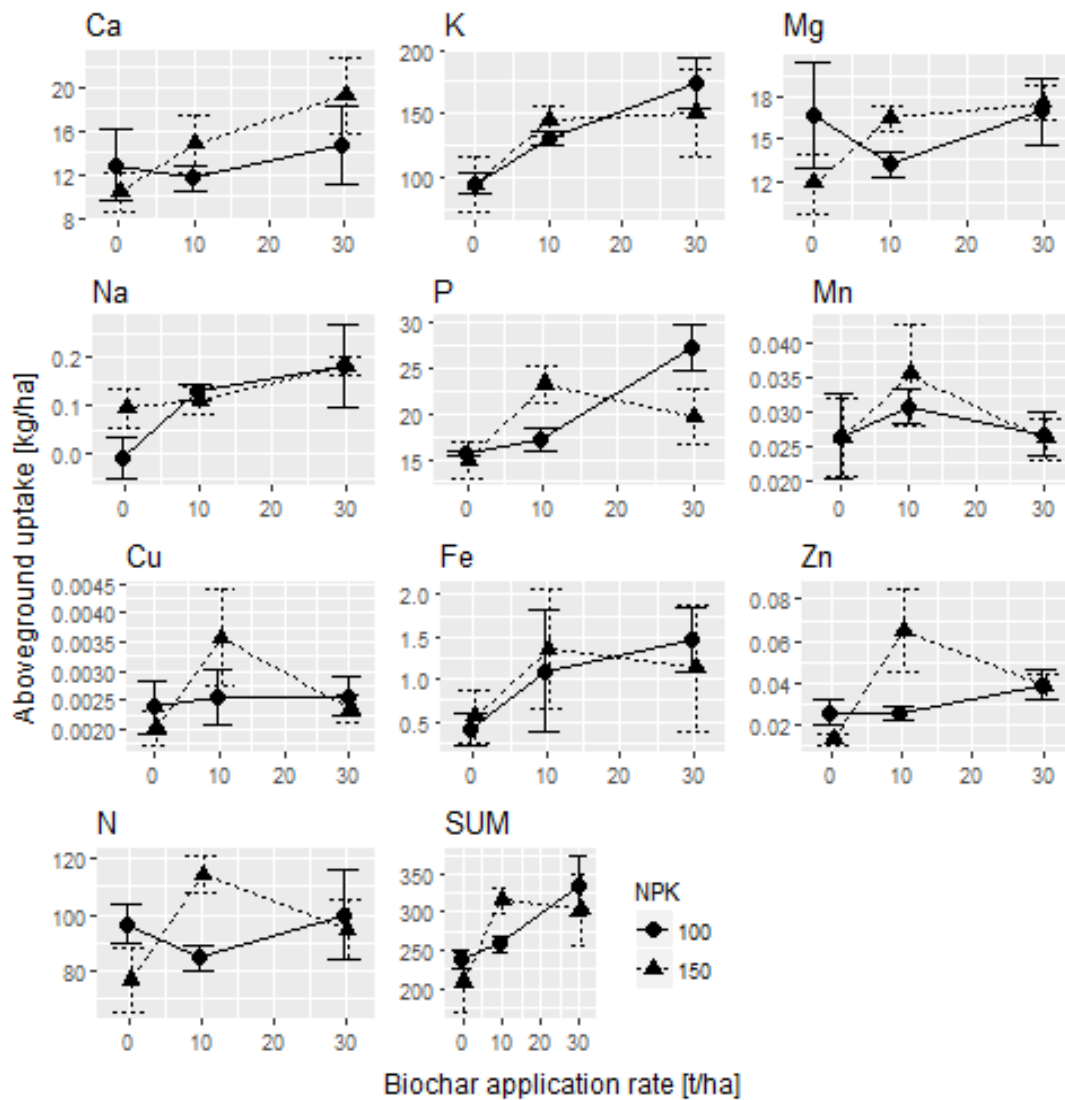 Ca K Mg
20 200 18
16 150 15
12 100 12
8
0 10 20 30 0 10 20 30 0 10 20 30
Na P Mn
0.2 30 0.040
0.1 25 0.035
0.0 20 0.030
15 0.025
0.020
0 10 20 30 0 10 20 30 0 10 20 30
Aboveground uptake [kg/ha]
Cu Fe Zn
0.0045 2.0 0.08
0.0040 1.5 0.06
0.0035 1.0 0.04
0.0030 0.5 0.02
0.0025
0.0020
0 10 20 30 0 10 20 30 0 10 20 30
N SUM
120 350
100 300
80 250
200
0 10 20 30 0 10 20 30
NPK
100
150
Biochar application rate [t/ha]